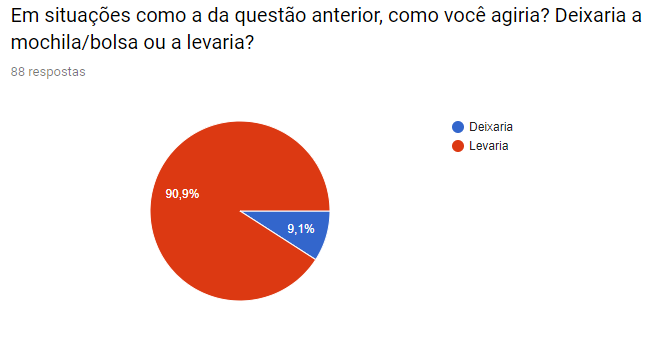 Em situações como a da questão anterior, como você agiria? Deixaria a
mochila/bolsa ou a levaria?
88 respostas
Deixaria
Levaria
90,9%
9,1%